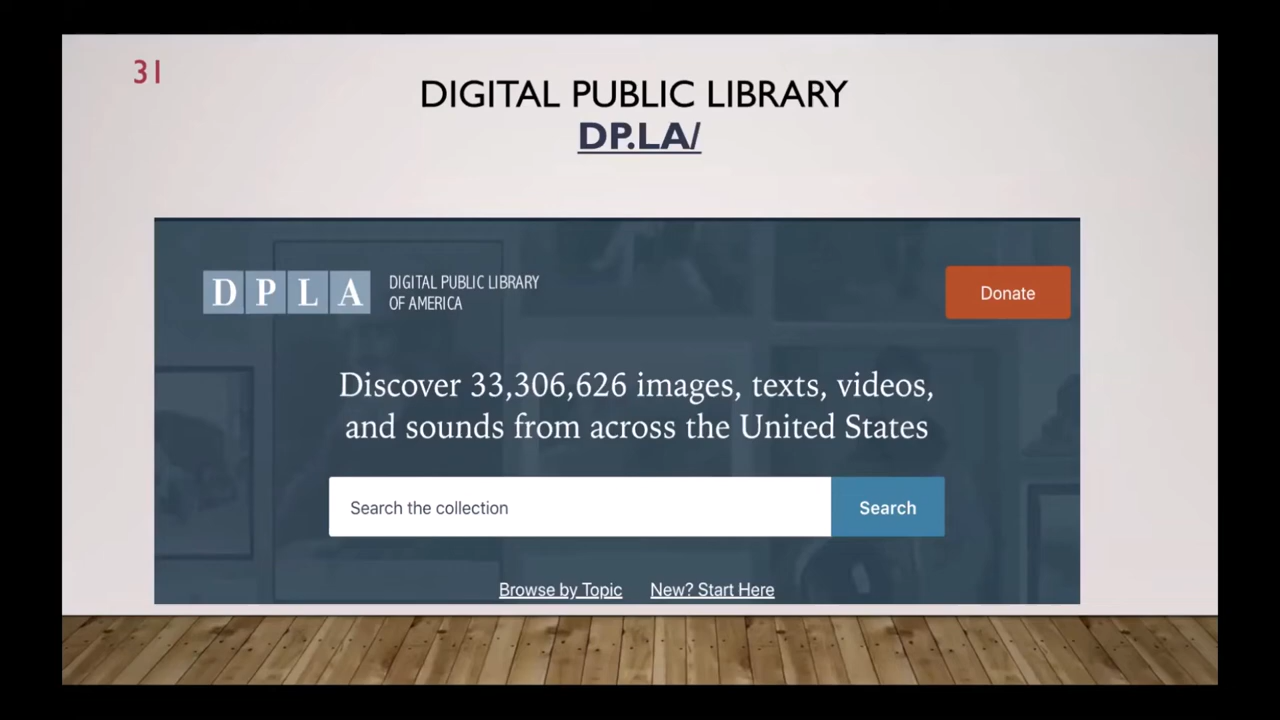 31
DIGITAL PUBLIC LIBRARY
DP.LA/
DPLA
DIGITAL PUBLIC LIBRARY
OF AMERICA
Donate
Discover 33,306,626 images, texts, videos,
and sounds from across the United States
Search the collection
Search
Browse by Topic
New? Start Here